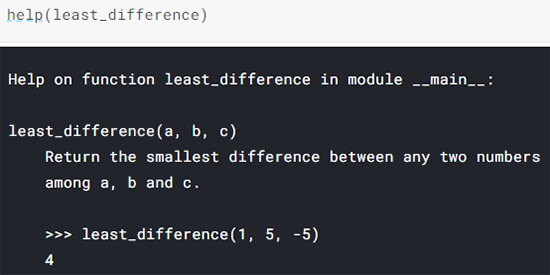 help(least_difference)
Help on function least_difference in module __main__:
least_difference(a, b, c)
Return the smallest difference between any two numbers
among a, b and c.
>>> least_difference(1, 5, -5)
4